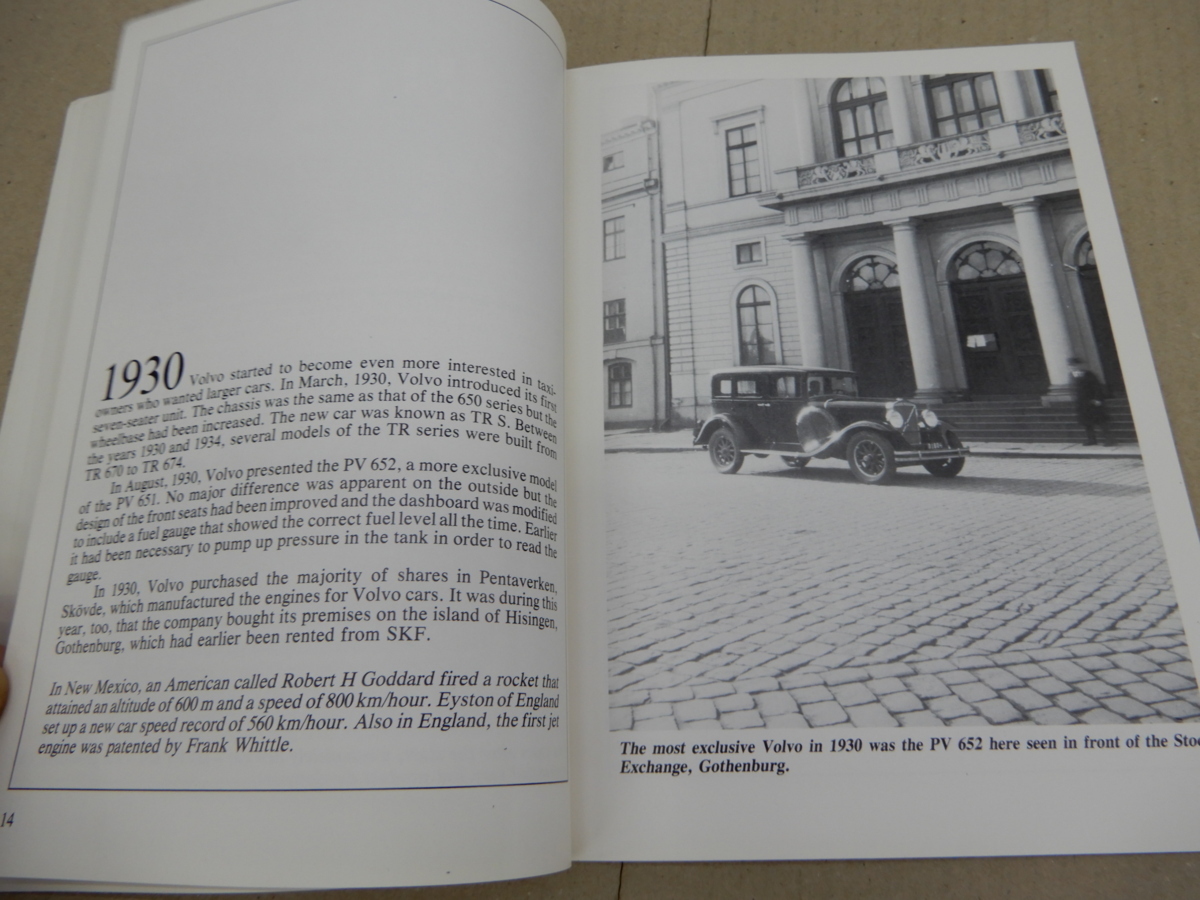 1930 Volvo started to become even more interested in taxi-
owners who wanted larger cars. In March, 1930, Volvo introduced its first
seven-seater unit. The chassis was the same as that of the 650 series but the
wheelbase had been increased. The new car was known as TR S. Between
the years 1930 and 1934, several models of the TR series were built from
TR 670 to TR 674.
In August, 1930, Volvo presented the PV 652, a more exclusive model
of the PV 651. No major difference was apparent on the outside but the
design of the front seats had been improved and the dashboard was modified
to include a fuel gauge that showed the correct fuel level all the time. Earlier
it had been necessary to pump up pressure in the tank in order to read the
gauge.
In 1930, Volvo purchased the majority of shares in Pentaverken,
Skövde, which manufactured the engines for Volvo cars. It was during this
year, too, that the company bought its premises on the island of Hisingen,
Gothenburg, which had earlier been rented from SKF.
In New Mexico, an American called Robert H Goddard fired a rocket that
attained an altitude of 600 m and a speed of 800 km/hour. Eyston of England
set up a new car speed record of 560 km/hour. Also in England, the first jet
engine was patented by Frank Whittle.
14
The most exclusive Volvo in 1930 was the PV 652 here seen in front of the Stoc
Exchange, Gothenburg.